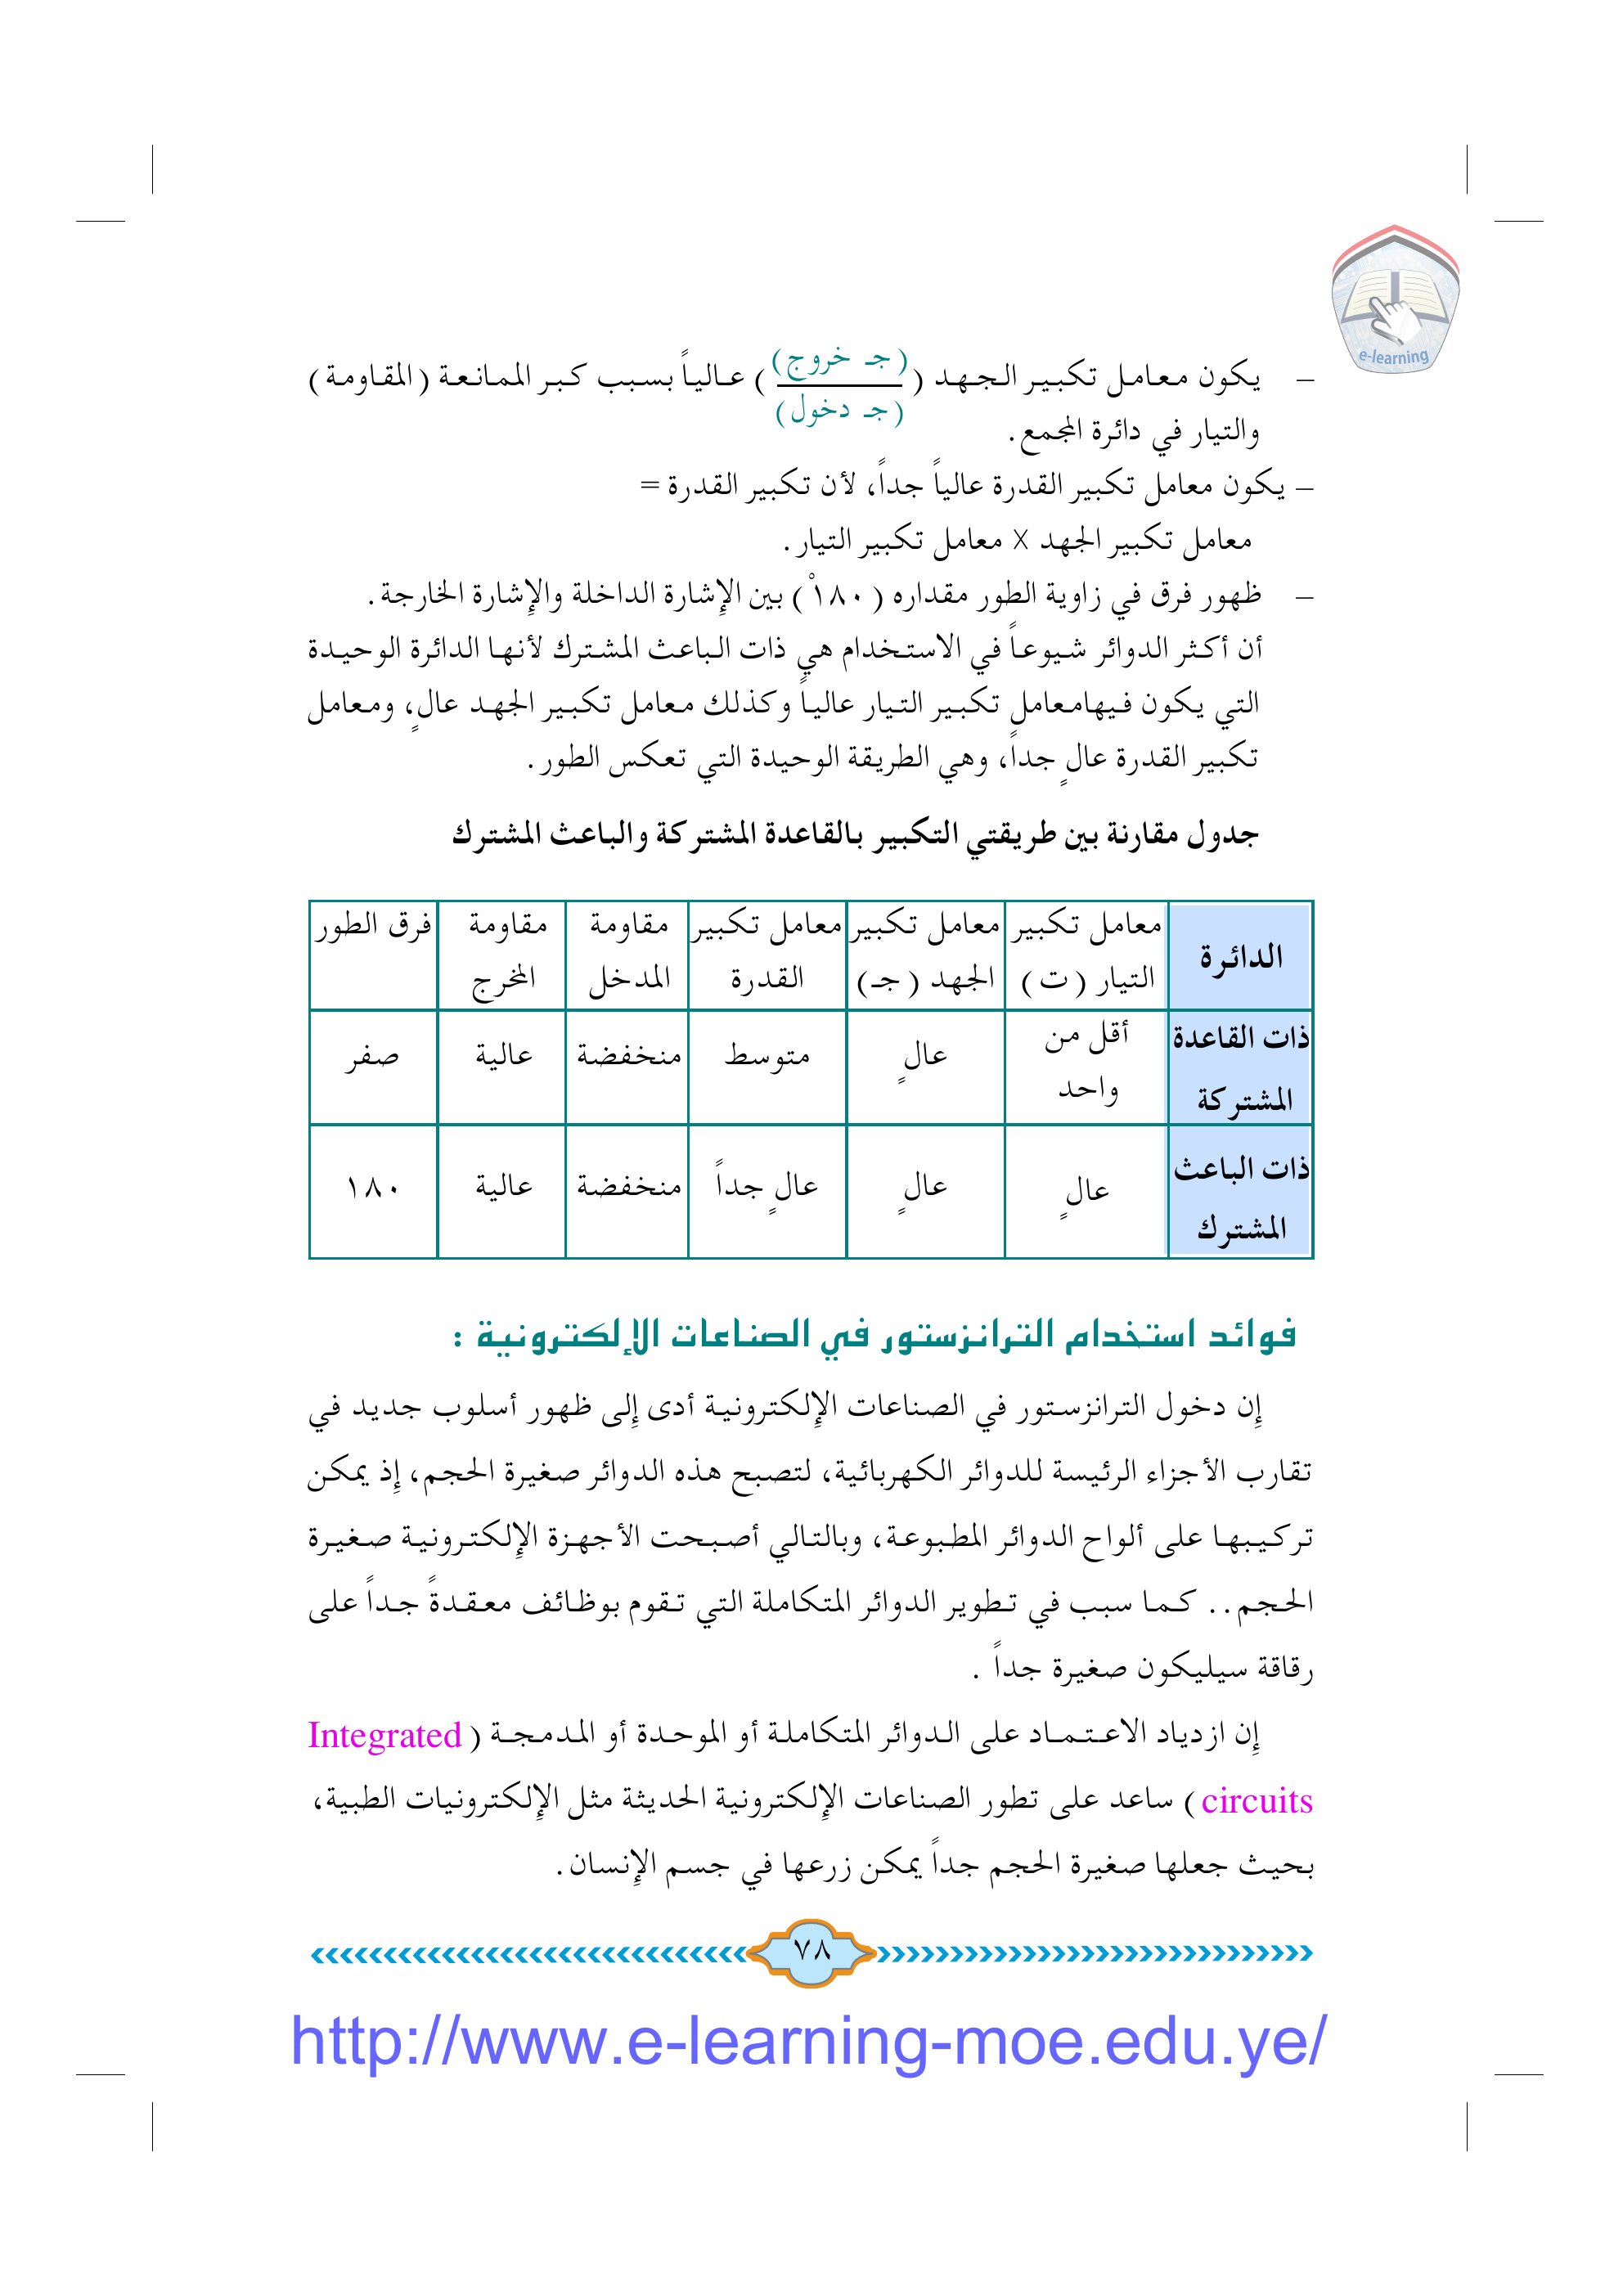 e-learning
– يكون معامل تكبير الجهد ( (جـ خروج) / (جـ دخول) ) عالياً بسبب كبر الممانعة (المقاومة)
والتيار في دائرة المجمع.
– يكون معامل تكبير القدرة عالياً جداً، لأن تكبير القدرة =
معامل تكبير الجهد X معامل تكبير التيار.
– ظهور فرق في زاوية الطور مقداره (١٨٠°) بين الإشارة الداخلة والإشارة الخارجة.
أن أكثر الدوائر شيوعاً في الاستخدام هي ذات الباعث المشترك لأنها الدائرة الوحيدة
التي يكون فيهامعامل تكبير التيار عالياً وكذلك معامل تكبير الجهد عالٍ، ومعامل
تكبير القدرة عالٍ جداً، وهي الطريقة الوحيدة التي تعكس الطور.
جدول مقارنة بين طريقتي التكبير بالقاعدة المشتركة والباعث المشترك
الدائرة | معامل تكبير التيار (ت) | معامل تكبير الجهد (جـ) | معامل تكبير القدرة | مقاومة المدخل | مقاومة المخرج | فرق الطور
ذات القاعدة المشتركة | أقل من واحد | عالٍ | متوسط | منخفضة | عالية | صفر
ذات الباعث المشترك | عالٍ | عالٍ | عالٍ جداً | منخفضة | عالية | ١٨٠
فوائد استخدام الترانزستور في الصناعات الإلكترونية :
إن دخول الترانزستور في الصناعات الإلكترونية أدى إلى ظهور أسلوب جديد في
تقارب الأجزاء الرئيسة للدوائر الكهربائية، لتصبح هذه الدوائر صغيرة الحجم، إذ يمكن
تركيبها على ألواح الدوائر المطبوعة، وبالتالي أصبحت الأجهزة الإلكترونية صغيرة
الحجم.. كما سبب في تطوير الدوائر المتكاملة التي تقوم بوظائف معقدةً جداً على
رقاقة سيليكون صغيرة جداً .
إن ازدياد الاعتماد على الدوائر المتكاملة أو الموحدة أو المدمجة (Integrated
circuits) ساعد على تطور الصناعات الإلكترونية الحديثة مثل الإلكترونيات الطبية،
بحيث جعلها صغيرة الحجم جداً يمكن زرعها في جسم الإنسان.
٧٨
http://www.e-learning-moe.edu.ye/